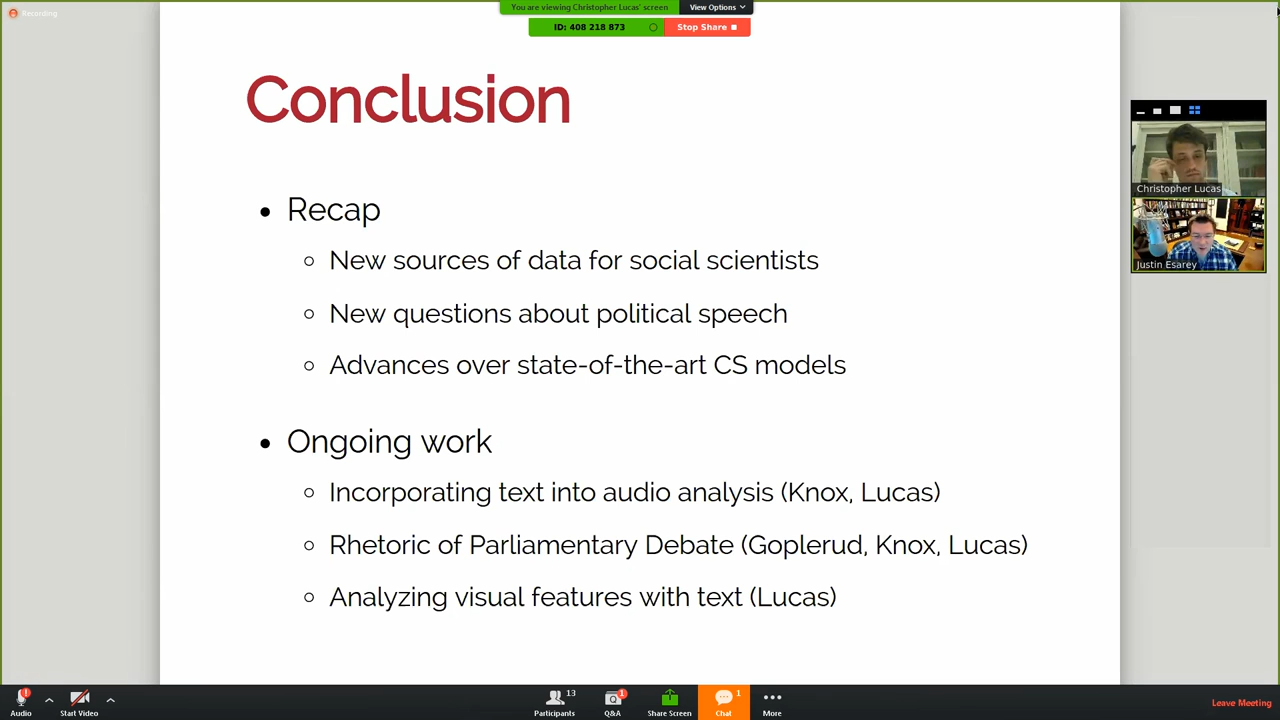 Recording
You are viewing Christopher Lucas' screen
View Options
ID: 408 218 873
Stop Share
Conclusion
Recap
New sources of data for social scientists
New questions about political speech
Advances over state-of-the-art CS models
Ongoing work
Incorporating text into audio analysis (Knox, Lucas)
Rhetoric of Parliamentary Debate (Goplerud, Knox, Lucas)
Analyzing visual features with text (Lucas)
Christopher Lucas
Justin Esarey
Audio
Start Video
13
Participants
1
Q&A
Share Screen
1
Chat
More
Leave Meeting